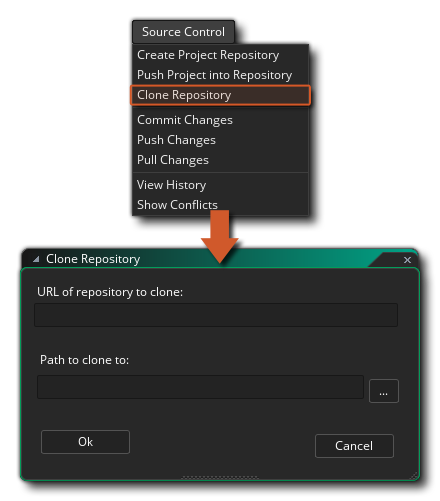 Source Control
Create Project Repository
Push Project into Repository
Clone Repository
Commit Changes
Push Changes
Pull Changes
View History
Show Conflicts
Clone Repository
URL of repository to clone:
Path to clone to:
...
Ok
Cancel